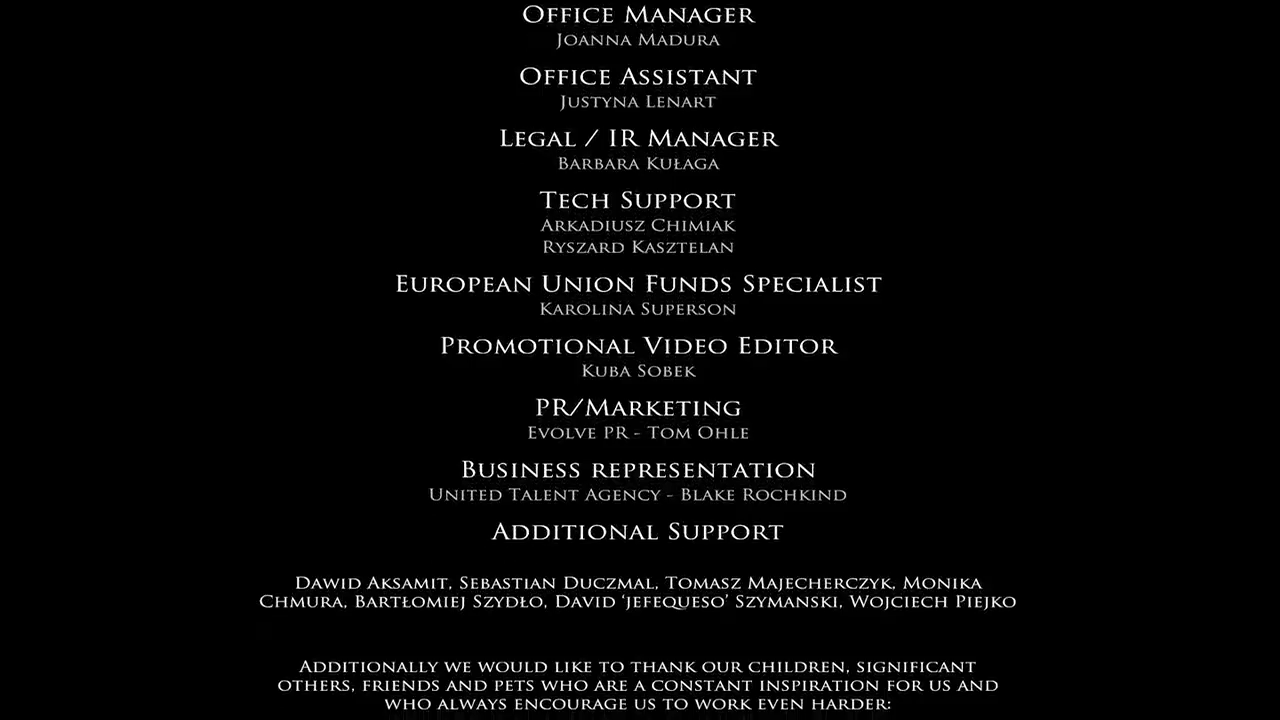 Office Manager
Joanna Madura
Office Assistant
Justyna Lenart
Legal / IR Manager
Barbara Kułaga
Tech Support
Arkadiusz Chimiak
Ryszard Kasztelan
European Union Funds Specialist
Karolina Superson
Promotional Video Editor
Kuba Sobek
PR/Marketing
Evolve PR - Tom Ohle
Business representation
United Talent Agency - Blake Rochkind
Additional Support
Dawid Aksamit, Sebastian Duczmal, Tomasz Majecherczyk, Monika
Chmura, Bartłomiej Szydło, David ‘jefequeso’ Szymanski, Wojciech Piejko
Additionally we would like to thank our children, significant
others, friends and pets who are a constant inspiration for us and
who always encourage us to work even harder: